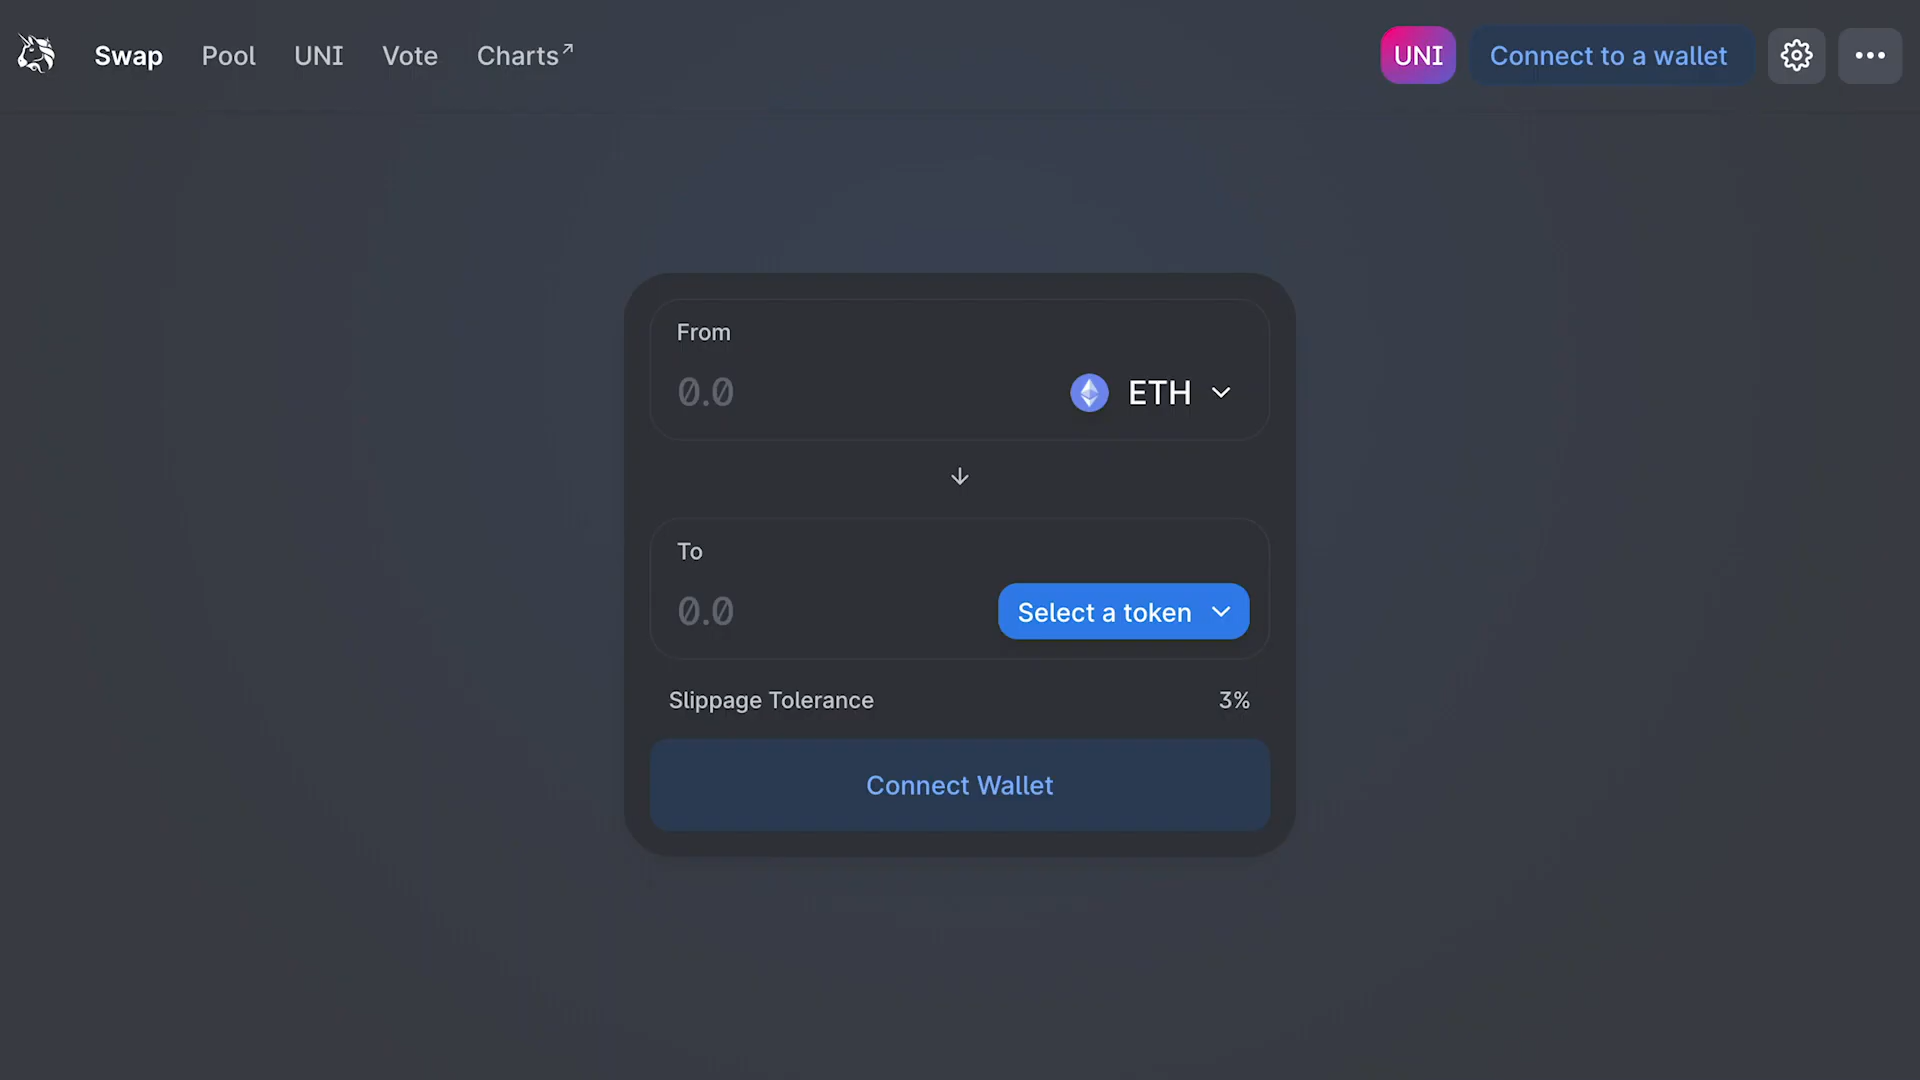 Swap Pool UNI Vote Charts↗ UNI Connect to a wallet
From
0.0 ETH
To
0.0 Select a token
Slippage Tolerance 3%
Connect Wallet